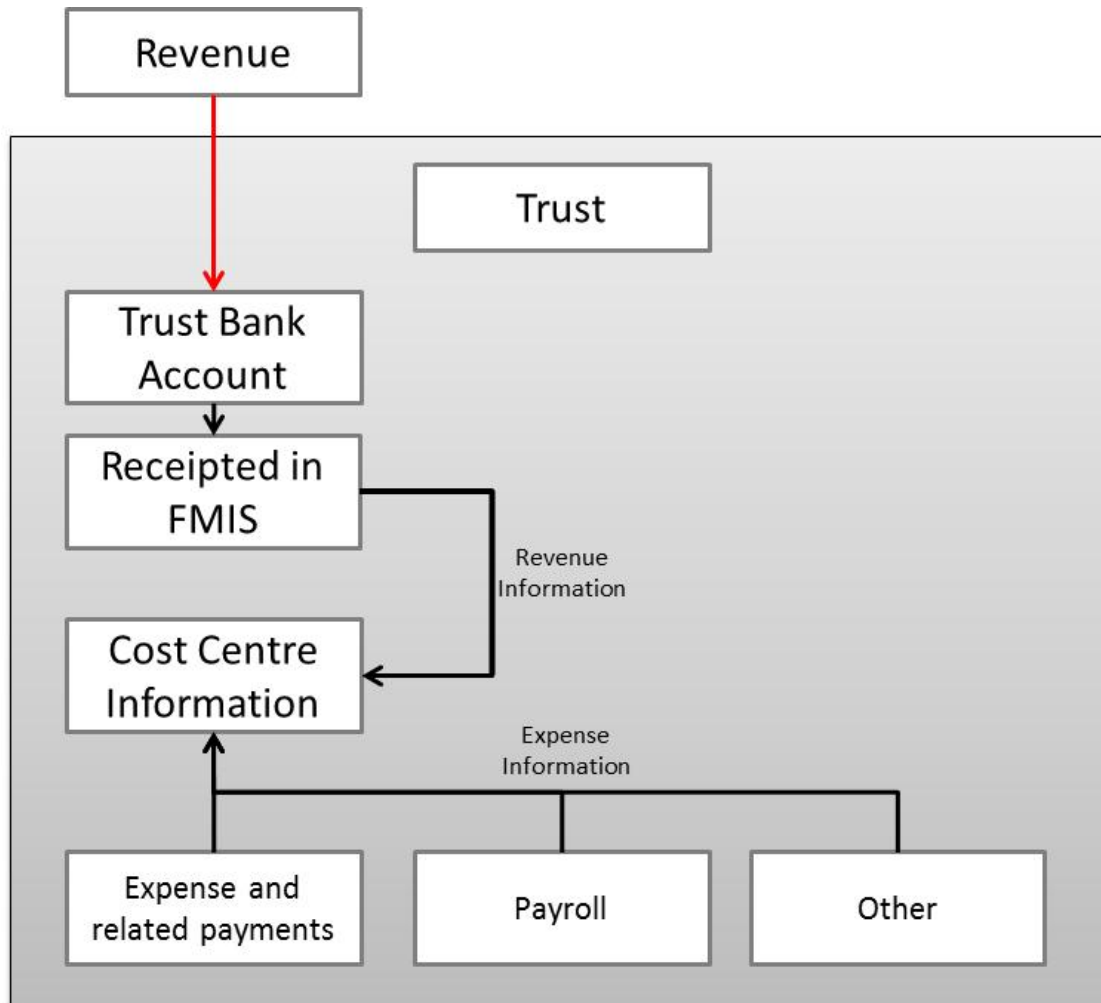 Revenue
Trust
Trust Bank
Account
Receipted in
FMIS
Revenue
Information
Cost Centre
Information
Expense
Information
Expense and
related payments
Payroll
Other